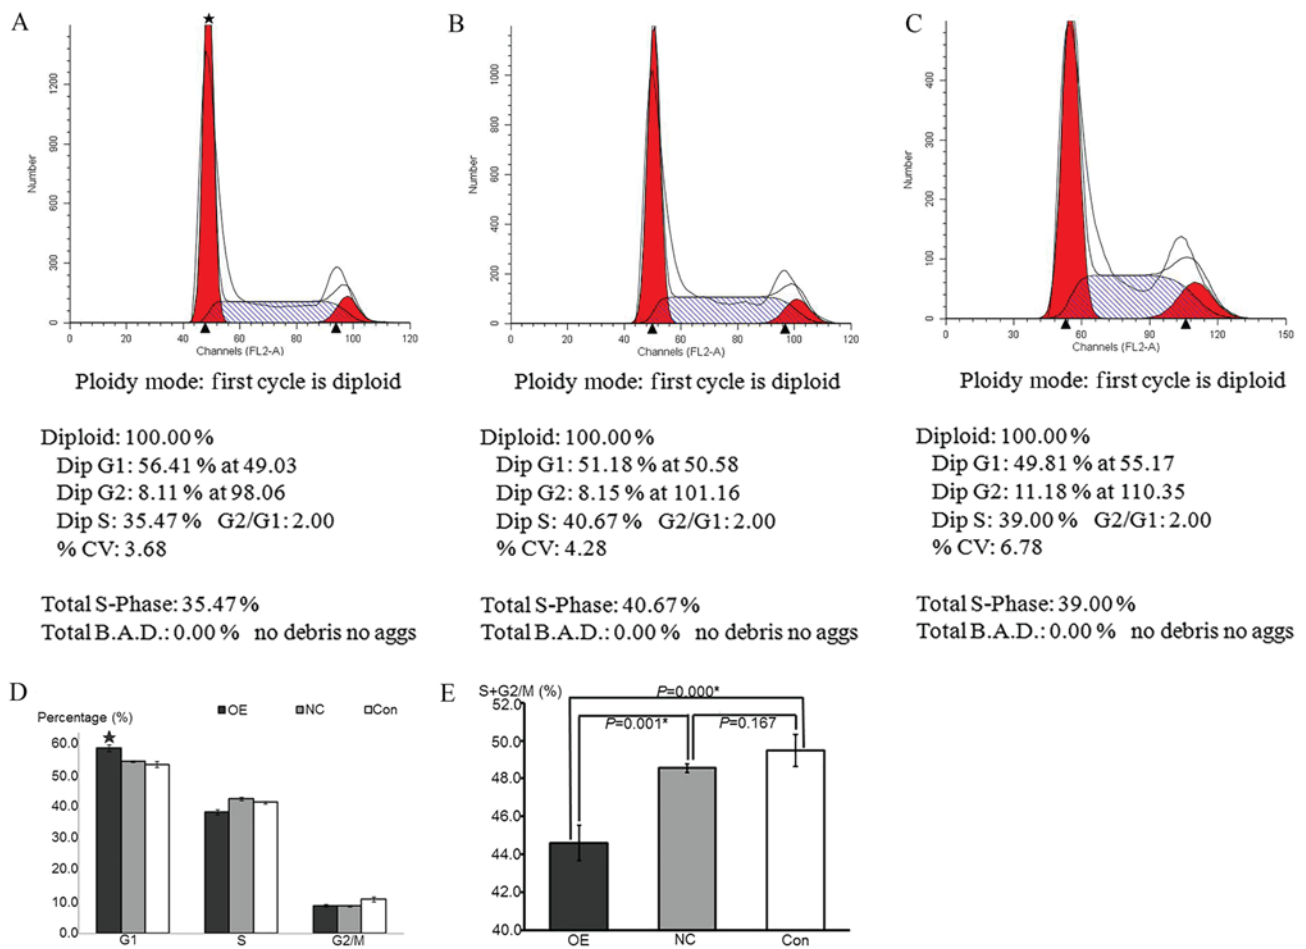 A
B
C
Number
1200
900
600
300
0
0 20 40 60 80 100 120
Channels (FL2-A)
Number
1000
800
600
400
200
0
0 20 40 60 80 100 120
Channels (FL2-A)
Number
400
300
200
100
0
0 30 60 90 120 150
Channels (FL2-A)
Ploidy mode: first cycle is diploid
Diploid: 100.00 %
Dip G1: 56.41 % at 49.03
Dip G2: 8.11 % at 98.06
Dip S: 35.47 % G2/G1: 2.00
% CV: 3.68
Total S-Phase: 35.47 %
Total B.A.D.: 0.00 % no debris no aggs
Ploidy mode: first cycle is diploid
Diploid: 100.00 %
Dip G1: 51.18 % at 50.58
Dip G2: 8.15 % at 101.16
Dip S: 40.67 % G2/G1: 2.00
% CV: 4.28
Total S-Phase: 40.67 %
Total B.A.D.: 0.00 % no debris no aggs
Ploidy mode: first cycle is diploid
Diploid: 100.00 %
Dip G1: 49.81 % at 55.17
Dip G2: 11.18 % at 110.35
Dip S: 39.00 % G2/G1: 2.00
% CV: 6.78
Total S-Phase: 39.00 %
Total B.A.D.: 0.00 % no debris no aggs
D
Percentage (%)
OE NC Con
60.0
50.0
40.0
30.0
20.0
10.0
0.0
G1 S G2/M
E
S+G2/M (%)
52.0
50.0
48.0
46.0
44.0
42.0
40.0
P=0.000*
P=0.001*
P=0.167
OE NC Con